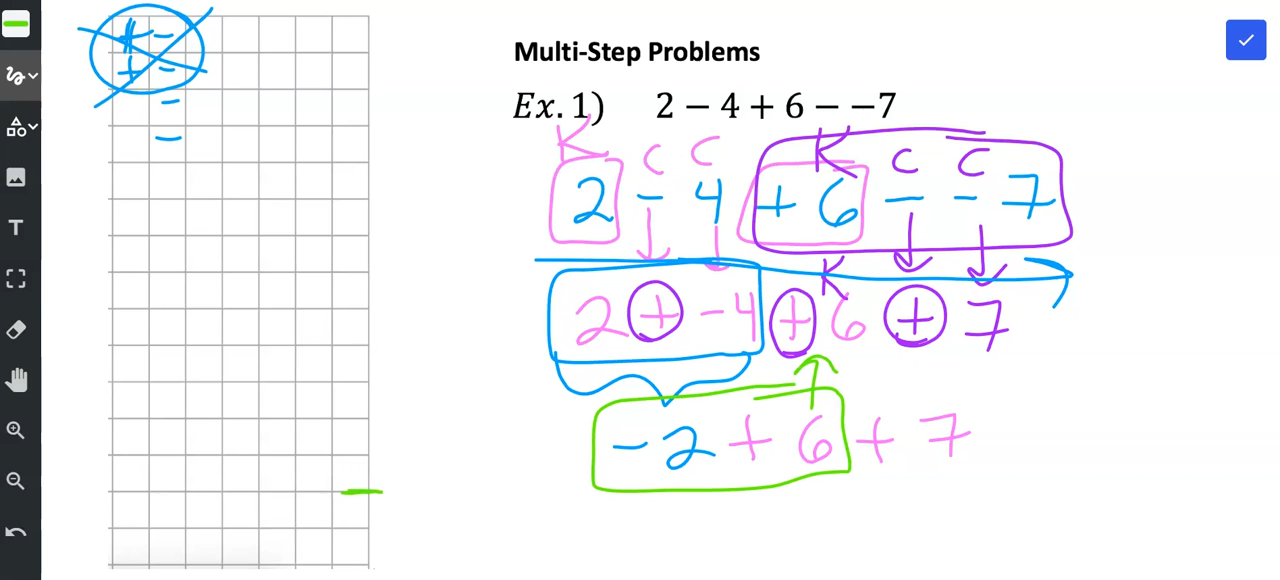 Multi-Step Problems
Ex. 1) 2 − 4 + 6 − −7
K C C K C C
2 − 4 + 6 − − 7
K
2 + −4 + 6 + 7
−2 + 6 + 7
+ −
+ −
−
−
T